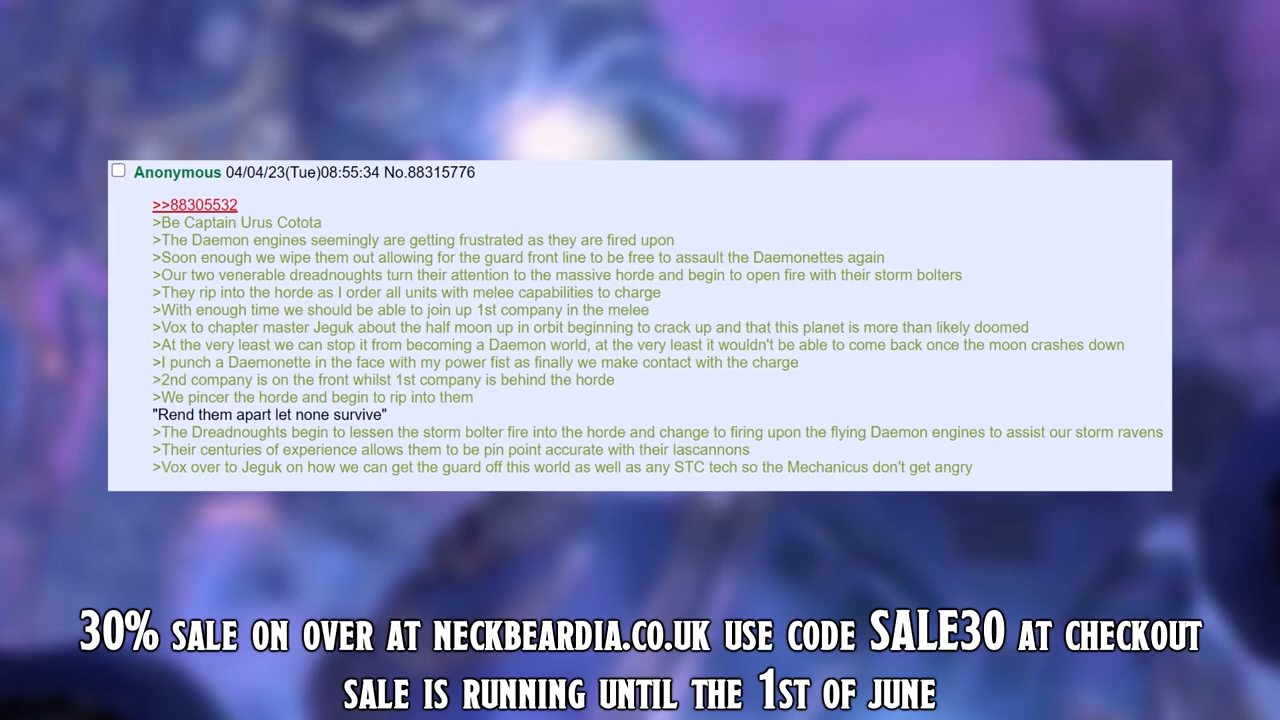 Anonymous 04/04/23(Tue)08:55:34 No.88315776
>>88305532
>Be Captain Urus Cotota
>The Daemon engines seemingly are getting frustrated as they are fired upon
>Soon enough we wipe them out allowing for the guard front line to be free to assault the Daemonettes again
>Our two venerable dreadnoughts turn their attention to the massive horde and begin to open fire with their storm bolters
>They rip into the horde as I order all units with melee capabilities to charge
>With enough time we should be able to join up 1st company in the melee
>Vox to chapter master Jeguk about the half moon up in orbit beginning to crack up and that this planet is more than likely doomed
>At the very least we can stop it from becoming a Daemon world, at the very least it wouldn't be able to come back once the moon crashes down
>I punch a Daemonette in the face with my power fist as finally we make contact with the charge
>2nd company is on the front whilst 1st company is behind the horde
>We pincer the horde and begin to rip into them
"Rend them apart let none survive"
>The Dreadnoughts begin to lessen the storm bolter fire into the horde and change to firing upon the flying Daemon engines to assist our storm ravens
>Their centuries of experience allows them to be pin point accurate with their lascannons
>Vox over to Jeguk on how we can get the guard off this world as well as any STC tech so the Mechanicus don't get angry
30% SALE ON OVER AT NECKBEARDIA.CO.UK USE CODE SALE30 AT CHECKOUT
SALE IS RUNNING UNTIL THE 1ST OF JUNE